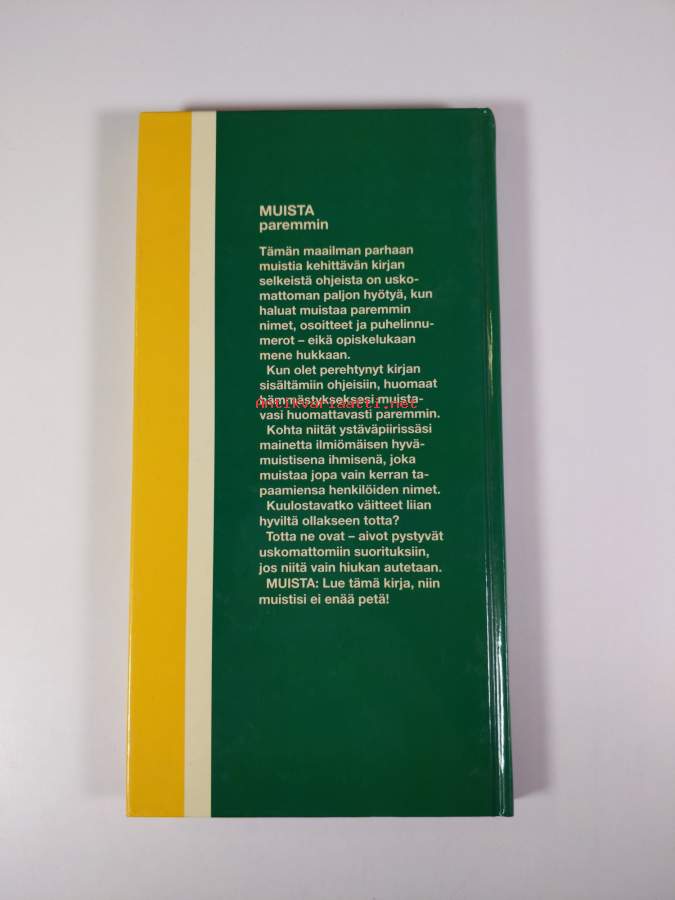 MUISTA
paremmin
Tämän maailman parhaan
muistia kehittävän kirjan
selkeistä ohjeista on usko-
mattoman paljon hyötyä, kun
haluat muistaa paremmin
nimet, osoitteet ja puhelinnu-
merot – eikä opiskelukaan
mene hukkaan.
Kun olet perehtynyt kirjan
sisältämiin ohjeisiin, huomaat
hämmästykseksesi muista-
Antikvariaatti.net
vasi huomattavasti paremmin.
Kohta niität ystäväpiirissäsi
mainetta ilmiömäisen hyvä-
muistisena ihmisenä, joka
muistaa jopa vain kerran ta-
paamiensa henkilöiden nimet.
Kuulostavatko väitteet liian
hyviltä ollakseen totta?
Totta ne ovat – aivot pystyvät
uskomattomiin suorituksiin,
jos niitä vain hiukan autetaan.
MUISTA: Lue tämä kirja, niin
muistisi ei enää petä!